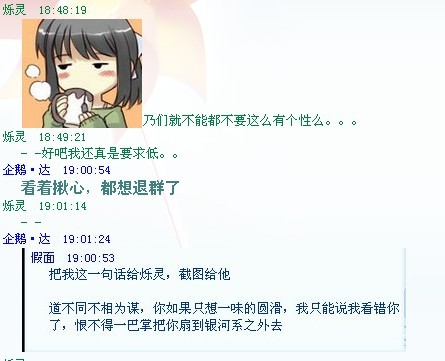 烁灵 18:48:19
乃们就不能都不要这么有个性么。。。
烁灵 18:49:21
- -好吧我还真是要求低。。
企鹅·达 19:00:54
看着揪心，都想退群了
烁灵 19:01:14
- -
企鹅·达 19:01:24
假面 19:00:53
把我这一句话给烁灵，截图给他
道不同不相为谋，你如果只想一味的圆滑，我只能说我看错你
了，恨不得一巴掌把你扇到银河系之外去